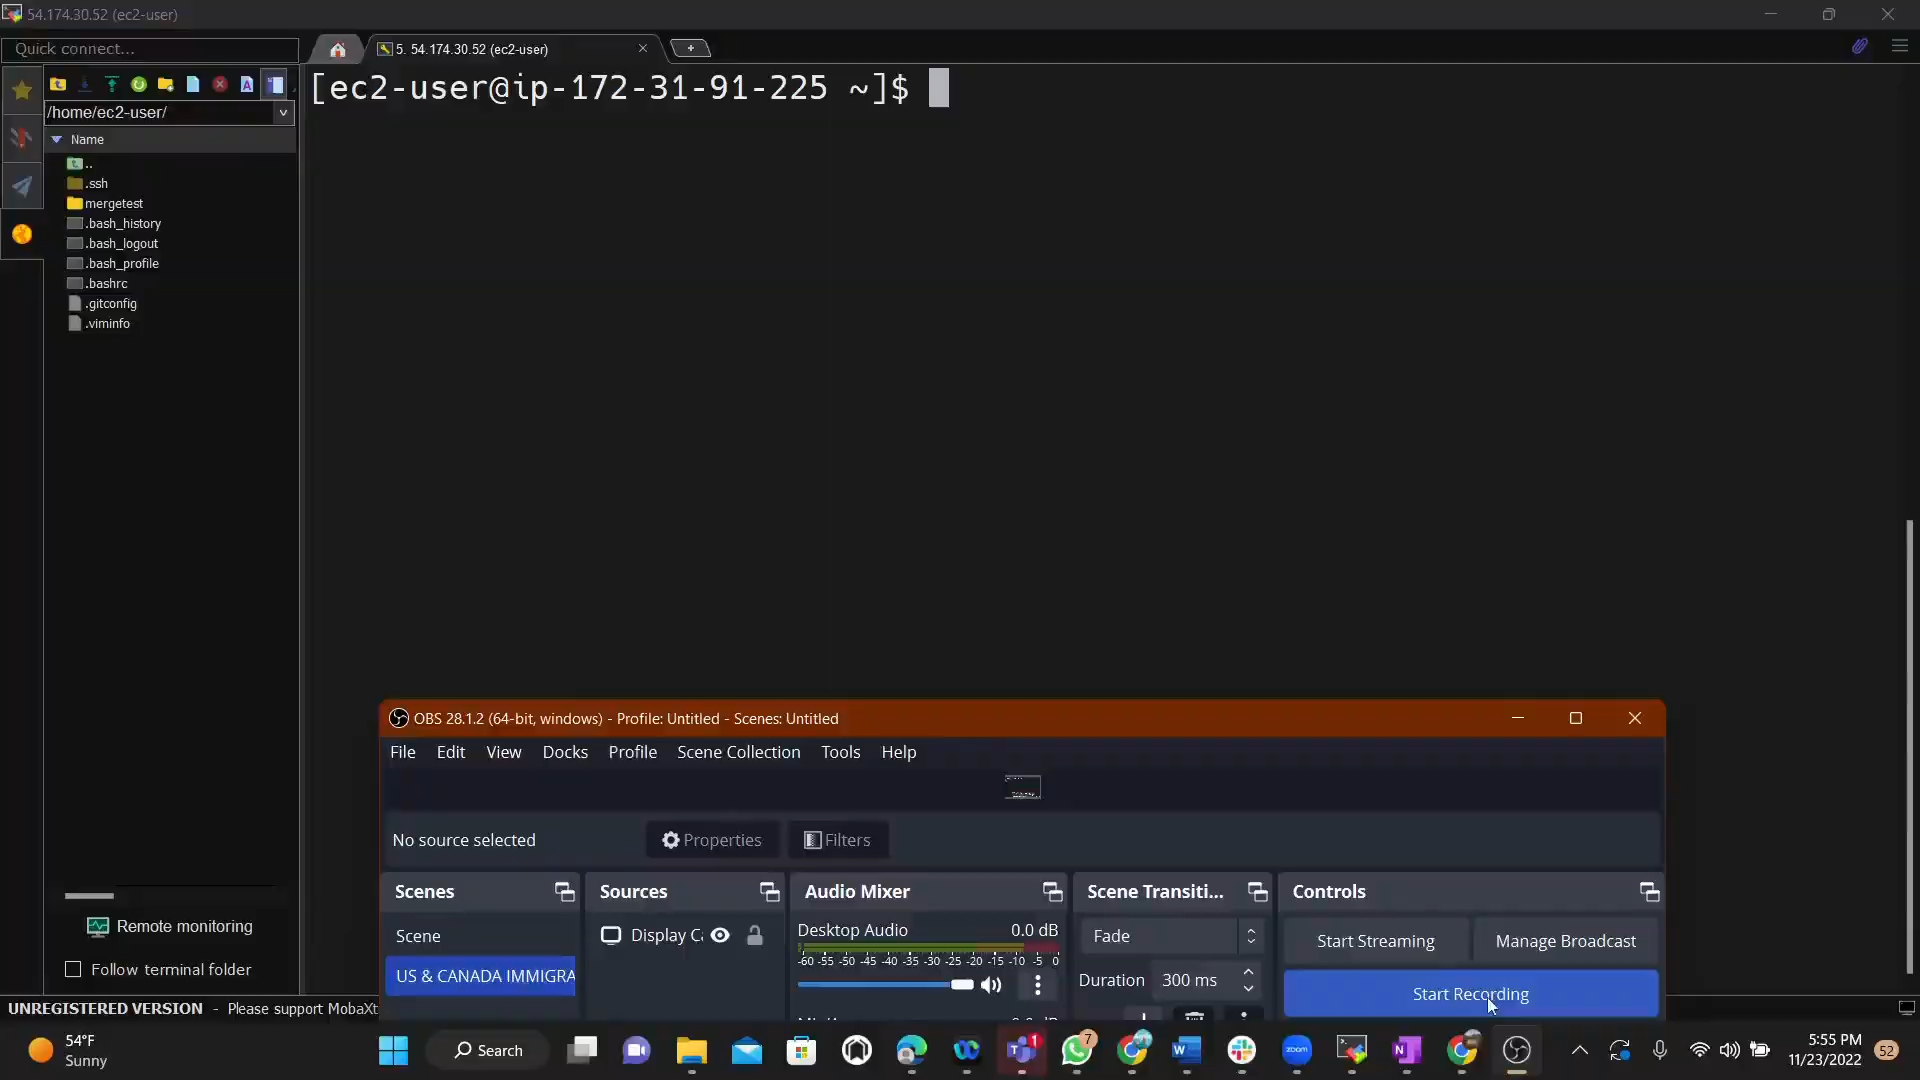 54.174.30.52 (ec2-user)
Quick connect...
5. 54.174.30.52 (ec2-user)
/home/ec2-user/
Name
..
.ssh
mergetest
.bash_history
.bash_logout
.bash_profile
.bashrc
.gitconfig
.viminfo
[ec2-user@ip-172-31-91-225 ~]$
Remote monitoring
Follow terminal folder
UNREGISTERED VERSION - Please support MobaXt
OBS 28.1.2 (64-bit, windows) - Profile: Untitled - Scenes: Untitled
File Edit View Docks Profile Scene Collection Tools Help
No source selected
Properties
Filters
Scenes
Scene
US & CANADA IMMIGRA
Sources
Display Ca
Audio Mixer
Desktop Audio 0.0 dB
-60 -55 -50 -45 -40 -35 -30 -25 -20 -15 -10 -5 0
Scene Transiti...
Fade
Duration 300 ms
Controls
Start Streaming
Manage Broadcast
Start Recording
54°F
Sunny
Search
1
7
zoom
5:55 PM
11/23/2022
52